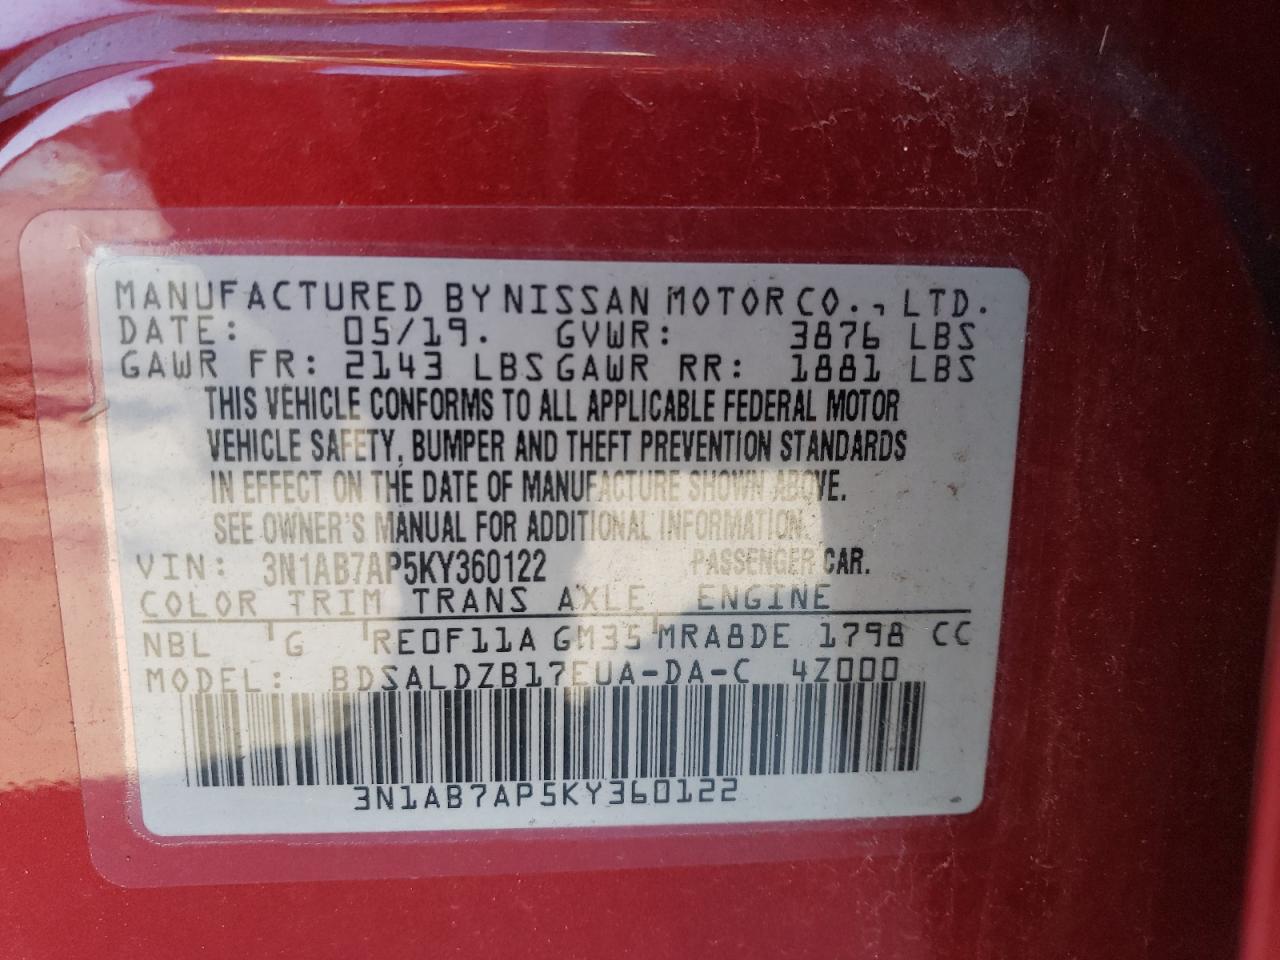 MANUFACTURED BY NISSAN MOTOR CO., LTD.
DATE: 05/19. GVWR: 3876 LBS
GAWR FR: 2143 LBS GAWR RR: 1881 LBS
THIS VEHICLE CONFORMS TO ALL APPLICABLE FEDERAL MOTOR
VEHICLE SAFETY, BUMPER AND THEFT PREVENTION STANDARDS
IN EFFECT ON THE DATE OF MANUFACTURE SHOWN ABOVE.
SEE OWNER'S MANUAL FOR ADDITIONAL INFORMATION.
VIN: 3N1AB7AP5KY360122 PASSENGER CAR.
COLOR TRIM TRANS AXLE ENGINE
NBL G RE0F11A GM35 MRA8DE 1798 CC
MODEL: BDSALDZB17EUA-DA-C 4Z000
3N1AB7AP5KY360122